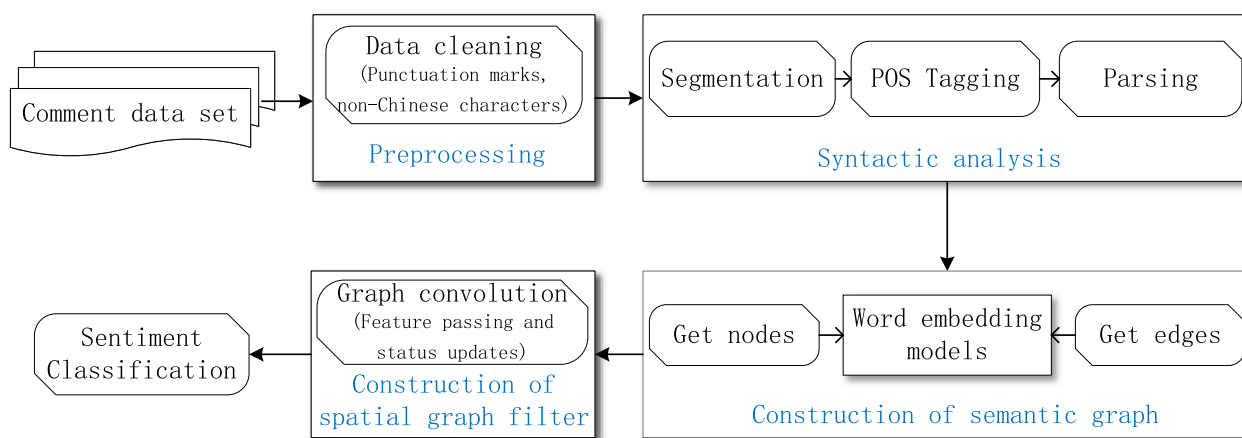 Comment data set
Data cleaning
(Punctuation marks,
non-Chinese characters)
Preprocessing
Segmentation
POS Tagging
Parsing
Syntactic analysis
Get nodes
Word embedding
models
Get edges
Construction of semantic graph
Graph convolution
(Feature passing and
status updates)
Construction of
spatial graph filter
Sentiment
Classification